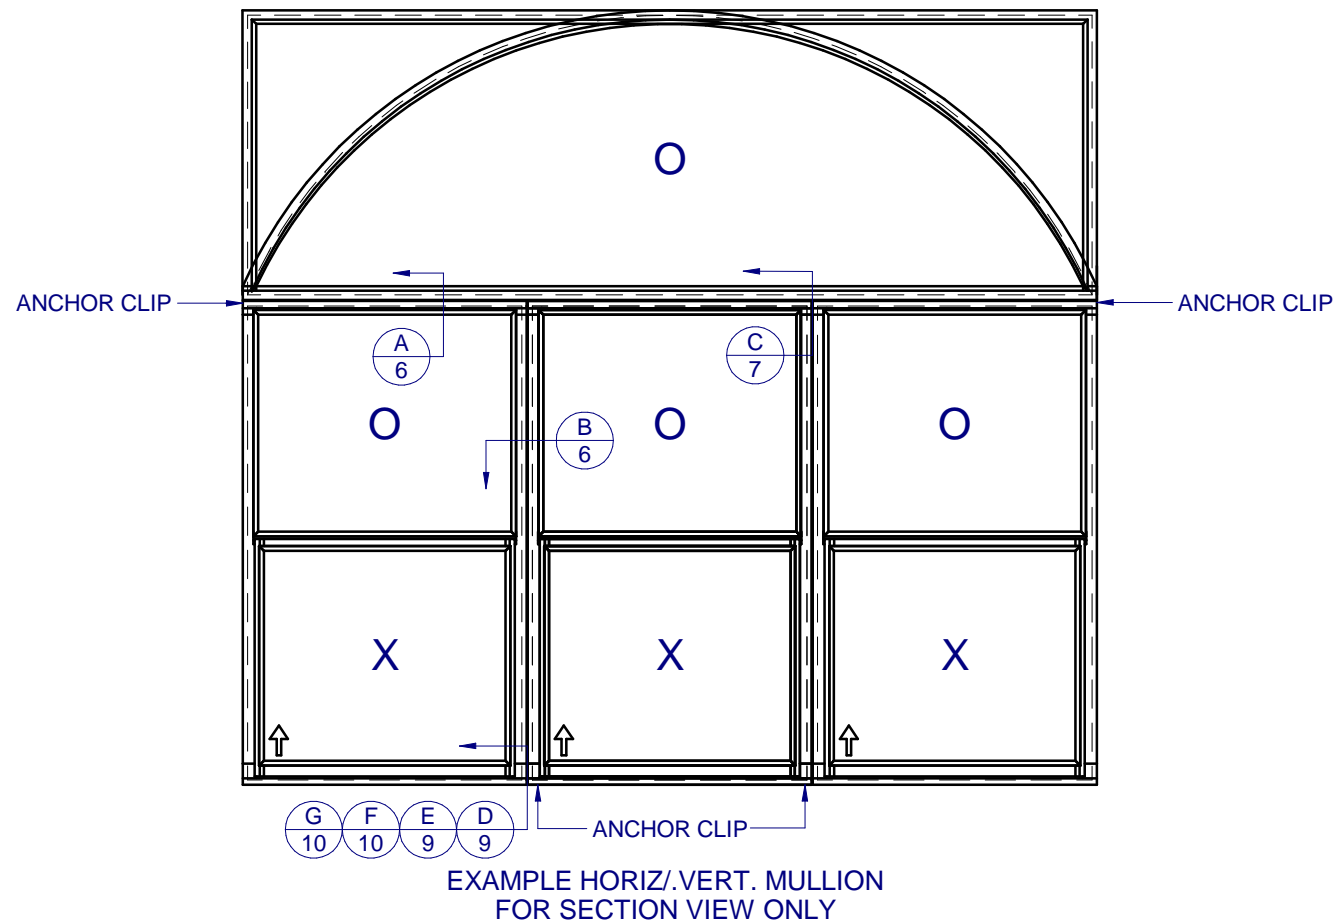 O
ANCHOR CLIP
ANCHOR CLIP
A
6
C
7
O
B
6
O
O
X
X
X
G
10
F
10
E
9
D
9
ANCHOR CLIP
EXAMPLE HORIZ/.VERT. MULLION
FOR SECTION VIEW ONLY